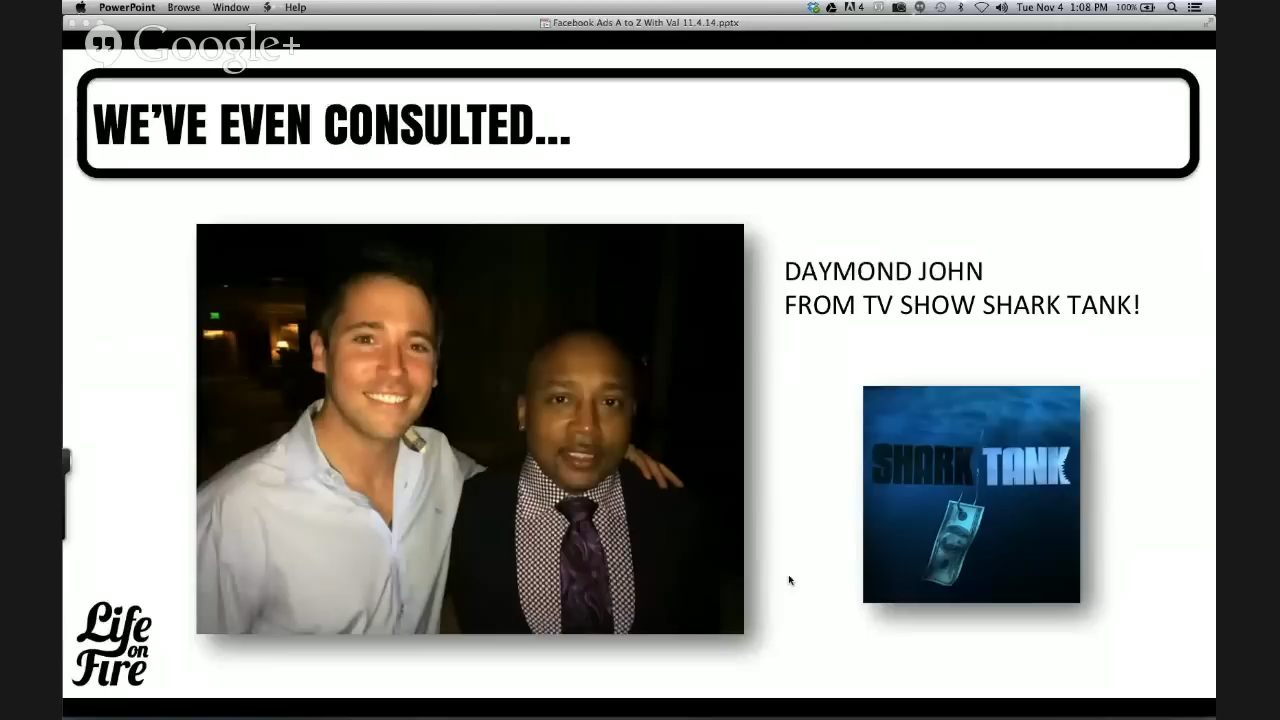 PowerPoint Browse Window Help
4 Tue Nov 4 1:08 PM 100%
Facebook Ads A to Z With Val 11.4.14.pptx
Google+
WE'VE EVEN CONSULTED...
DAYMOND JOHN
FROM TV SHOW SHARK TANK!
SHARK TANK
Life
on
Fire